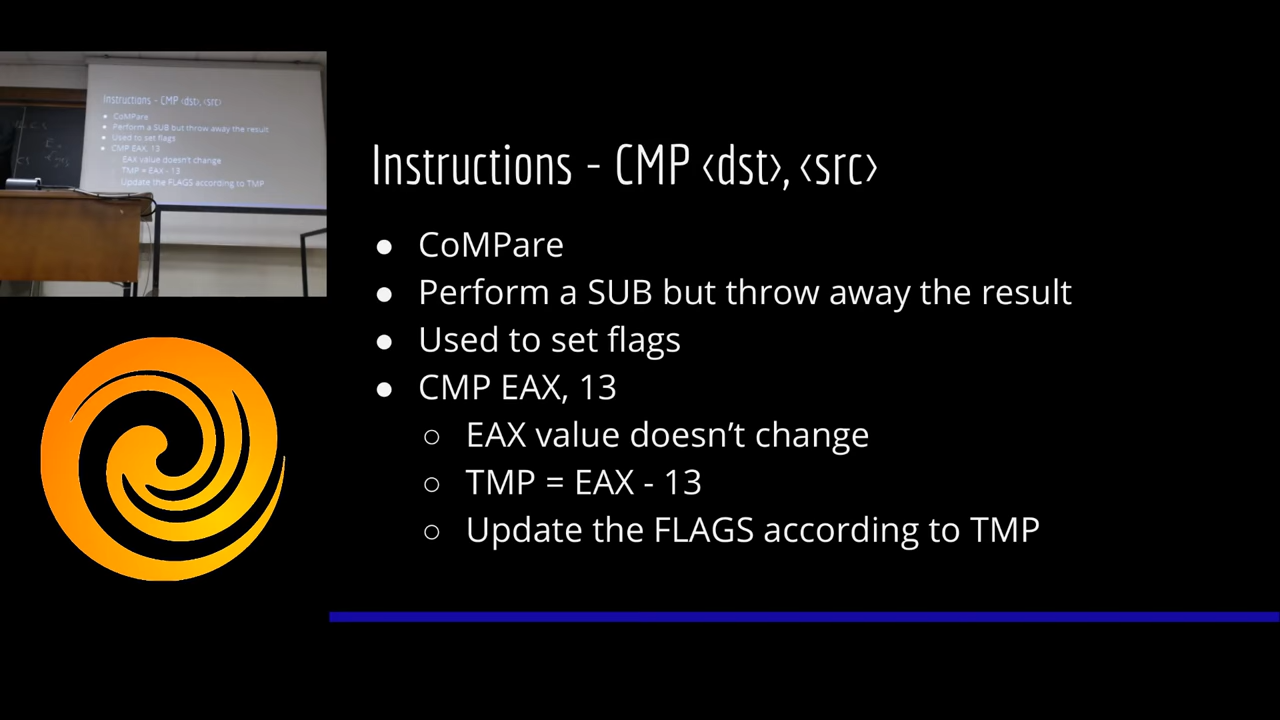 Instructions - CMP <dst>, <src>
● CoMPare
● Perform a SUB but throw away the result
● Used to set flags
● CMP EAX, 13
EAX value doesn't change
TMP = EAX - 13
Update the FLAGS according to TMP
Instructions - CMP ‹dst›, ‹src›
● CoMPare
● Perform a SUB but throw away the result
● Used to set flags
● CMP EAX, 13
○ EAX value doesn’t change
○ TMP = EAX - 13
○ Update the FLAGS according to TMP